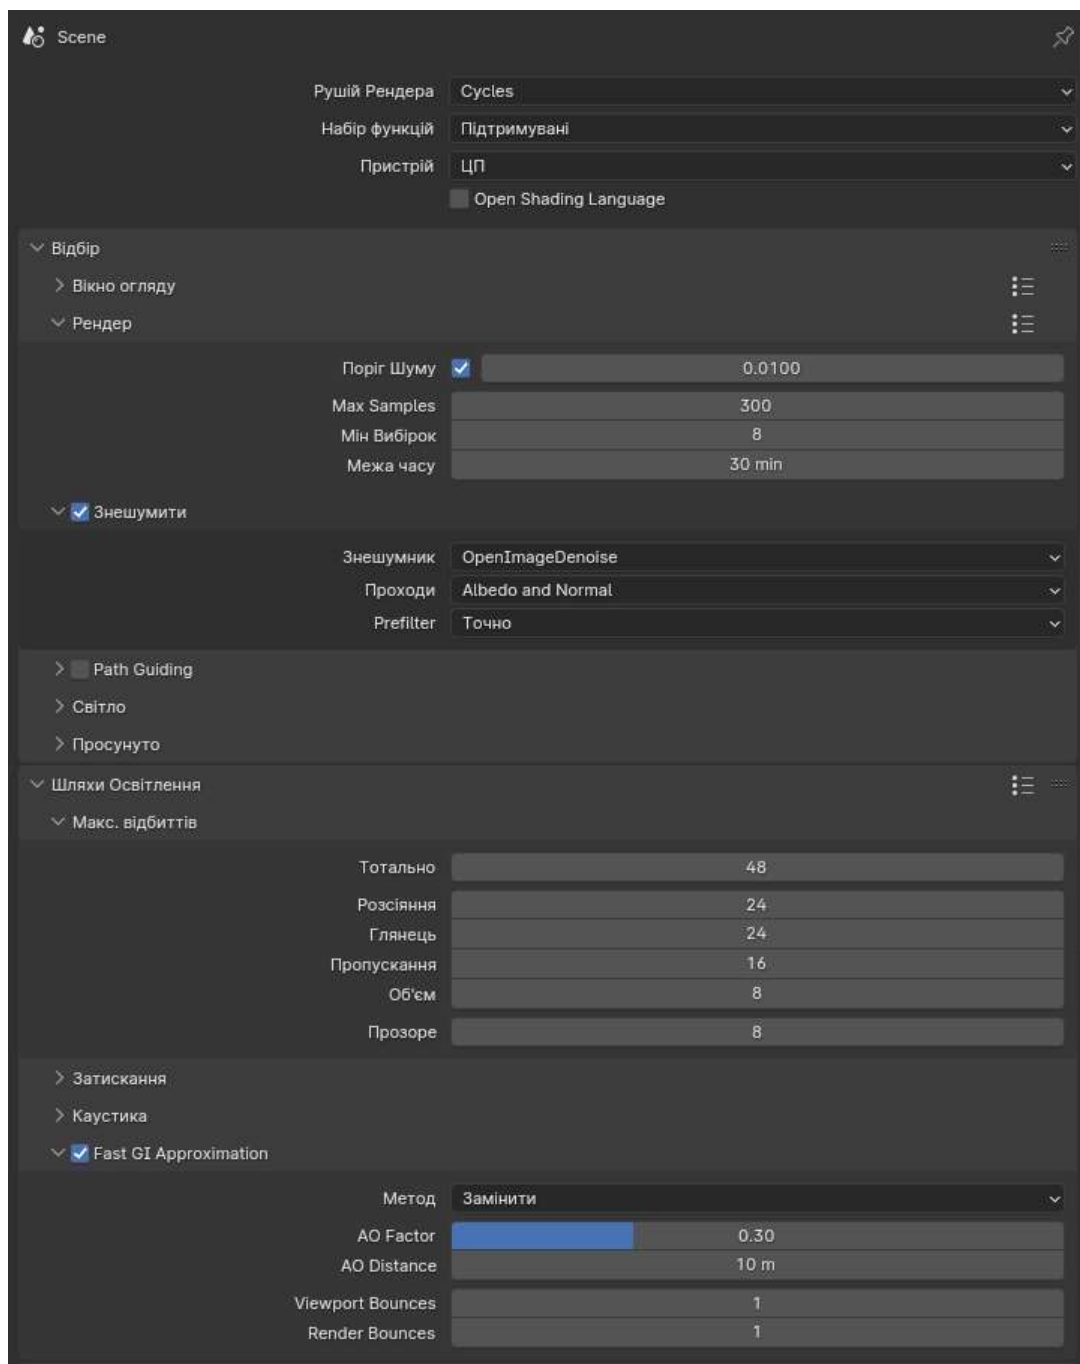 Scene
Рушій Рендера Cycles
Набір функцій Підтримувані
Пристрій ЦП
Open Shading Language
Відбір
Вікно огляду
Рендер
Поріг Шуму 0.0100
Max Samples 300
Мін Вибірок 8
Межа часу 30 min
Знешумити
Знешумник OpenImageDenoise
Проходи Albedo and Normal
Prefilter Точно
Path Guiding
Світло
Просунуто
Шляхи Освітлення
Макс. відбиттів
Тотально 48
Розсіяння 24
Глянець 24
Пропускання 16
Об'єм 8
Прозоре 8
Затискання
Каустика
Fast GI Approximation
Метод Замінити
AO Factor 0.30
AO Distance 10 m
Viewport Bounces 1
Render Bounces 1